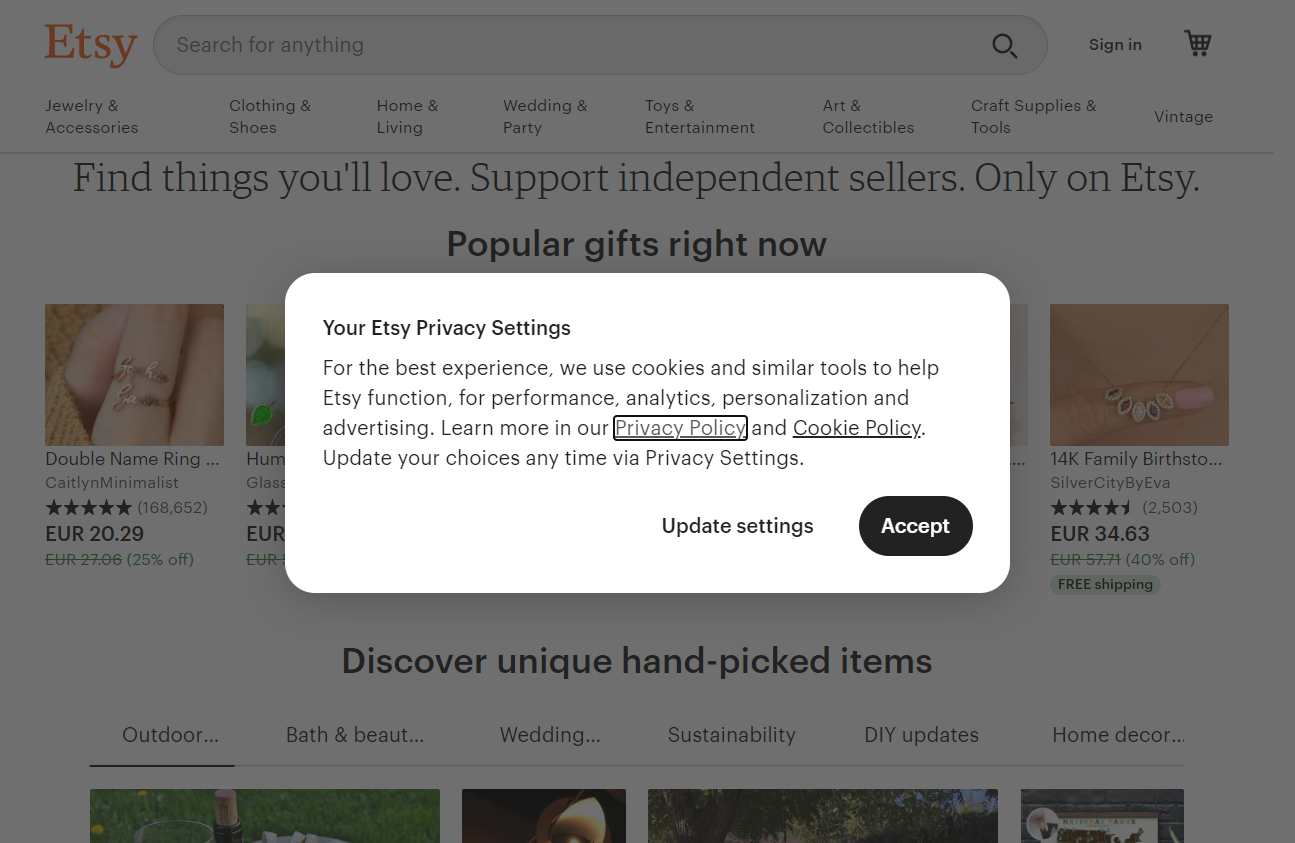 Etsy
Search for anything
Sign in
Jewelry &
Accessories
Clothing &
Shoes
Home &
Living
Wedding &
Party
Toys &
Entertainment
Art &
Collectibles
Craft Supplies &
Tools
Vintage
Find things you'll love. Support independent sellers. Only on Etsy.
Popular gifts right now
Your Etsy Privacy Settings
For the best experience, we use cookies and similar tools to help
Etsy function, for performance, analytics, personalization and
advertising. Learn more in our Privacy Policy and Cookie Policy.
Update your choices any time via Privacy Settings.
Update settings
Accept
Double Name Ring ...
CaitlynMinimalist
(168,652)
EUR 20.29
EUR 27.06 (25% off)
EUR
EUR
14K Family Birthsto...
SilverCityByEva
(2,503)
EUR 34.63
EUR 57.71 (40% off)
FREE shipping
Discover unique hand-picked items
Outdoor...
Bath & beaut...
Wedding...
Sustainability
DIY updates
Home decor...
NATIONAL PARKS